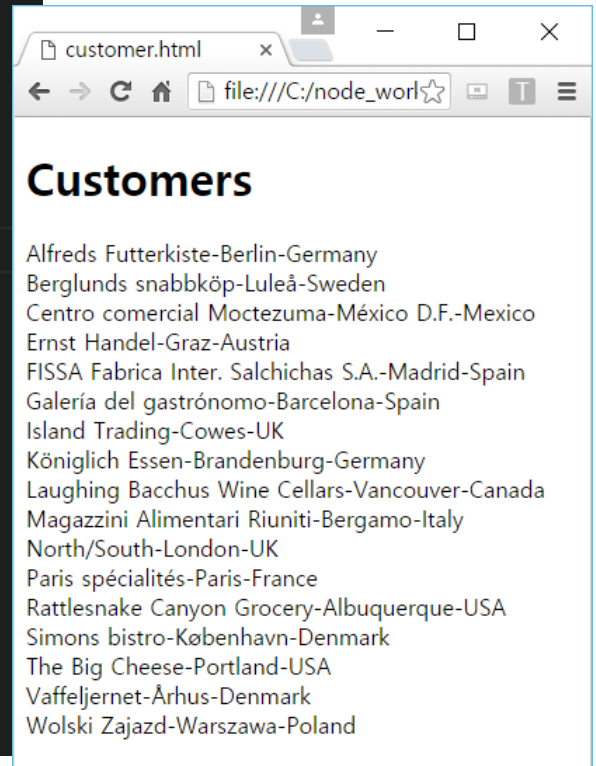 customer.html
file:///C:/node_worl
T
Customers
Alfreds Futterkiste-Berlin-Germany
Berglunds snabbköp-Luleå-Sweden
Centro comercial Moctezuma-México D.F.-Mexico
Ernst Handel-Graz-Austria
FISSA Fabrica Inter. Salchichas S.A.-Madrid-Spain
Galería del gastrónomo-Barcelona-Spain
Island Trading-Cowes-UK
Königlich Essen-Brandenburg-Germany
Laughing Bacchus Wine Cellars-Vancouver-Canada
Magazzini Alimentari Riuniti-Bergamo-Italy
North/South-London-UK
Paris spécialités-Paris-France
Rattlesnake Canyon Grocery-Albuquerque-USA
Simons bistro-København-Denmark
The Big Cheese-Portland-USA
Vaffeljernet-Århus-Denmark
Wolski Zajazd-Warszawa-Poland